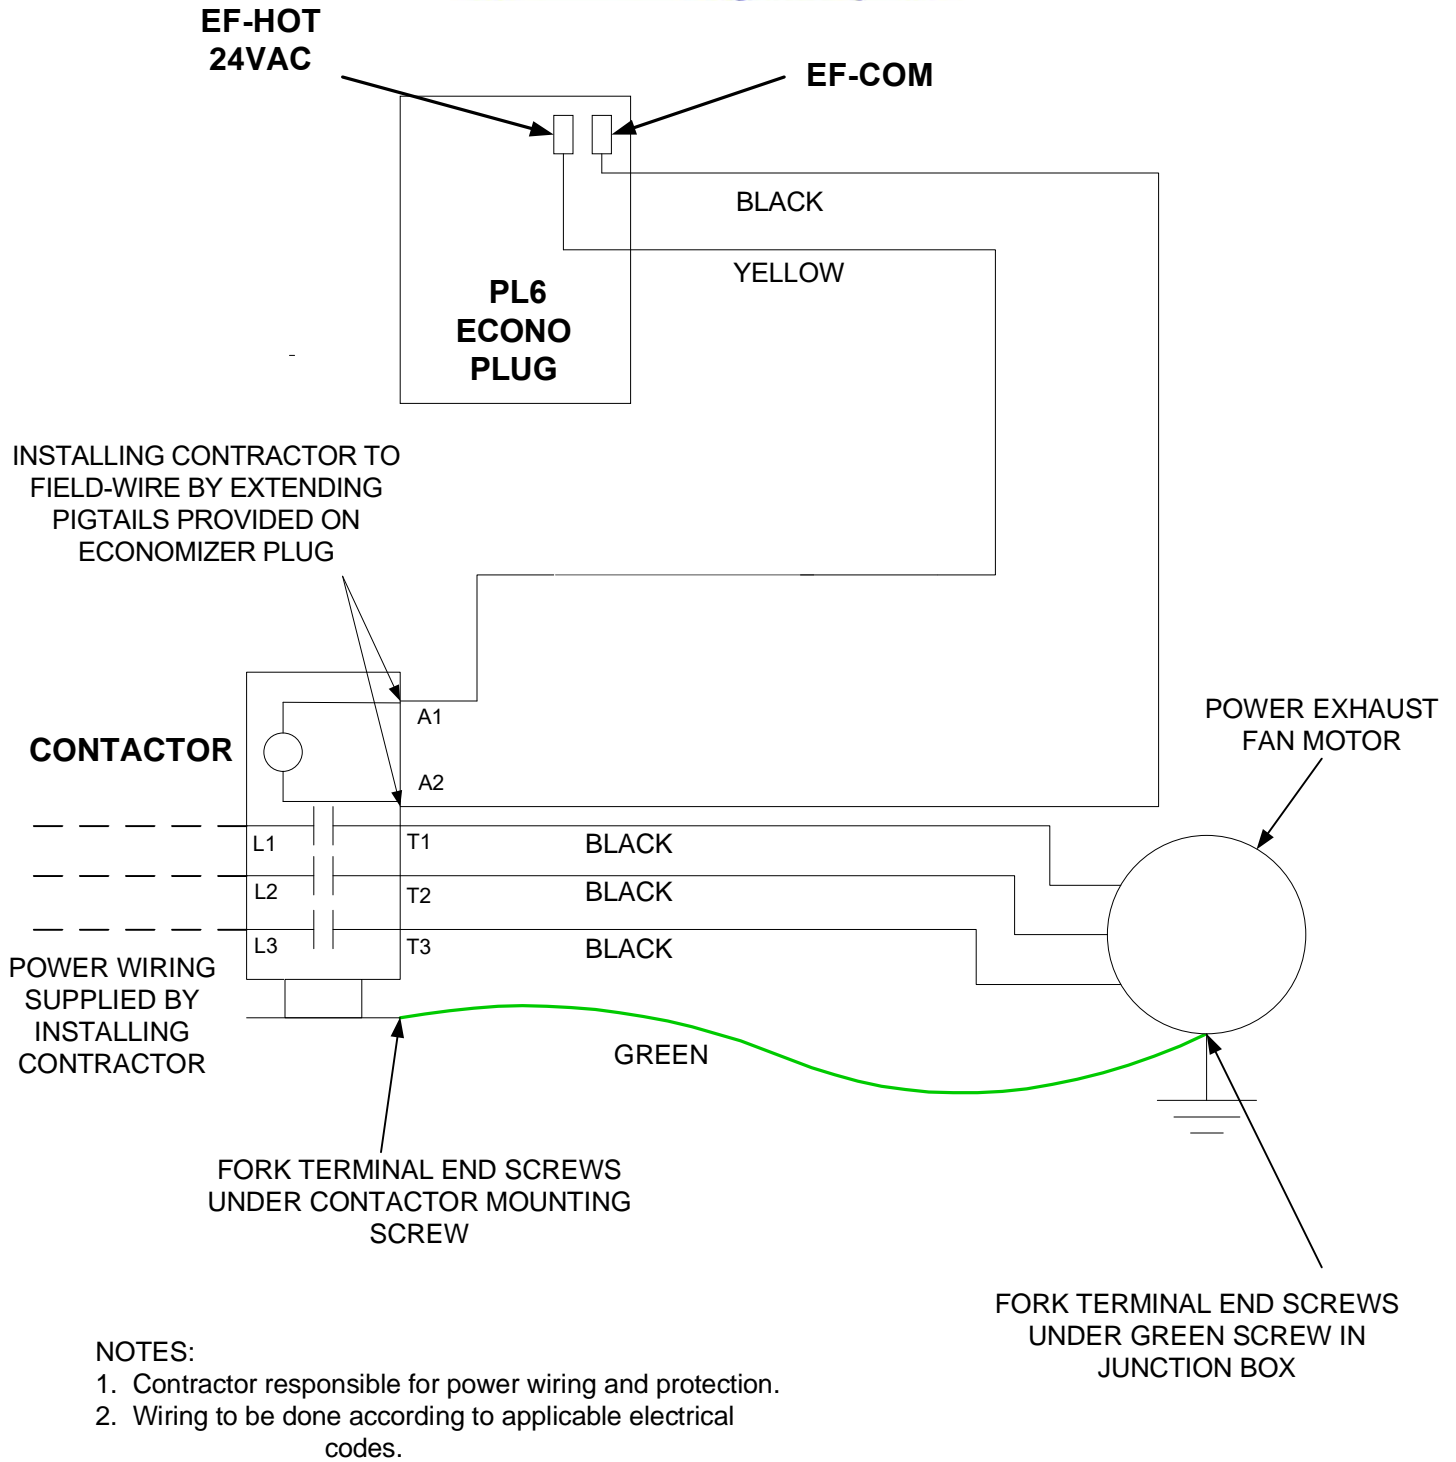 EF-HOT
24VAC
EF-COM
BLACK
YELLOW
PL6
ECONO
PLUG
INSTALLING CONTRACTOR TO
FIELD-WIRE BY EXTENDING
PIGTAILS PROVIDED ON
ECONOMIZER PLUG
A1
POWER EXHAUST
FAN MOTOR
CONTACTOR
A2
L1
T1
BLACK
L2
T2
BLACK
L3
T3
BLACK
POWER WIRING
SUPPLIED BY
INSTALLING
CONTRACTOR
GREEN
FORK TERMINAL END SCREWS
UNDER CONTACTOR MOUNTING
SCREW
FORK TERMINAL END SCREWS
UNDER GREEN SCREW IN
JUNCTION BOX
NOTES:
1. Contractor responsible for power wiring and protection.
2. Wiring to be done according to applicable electrical
codes.